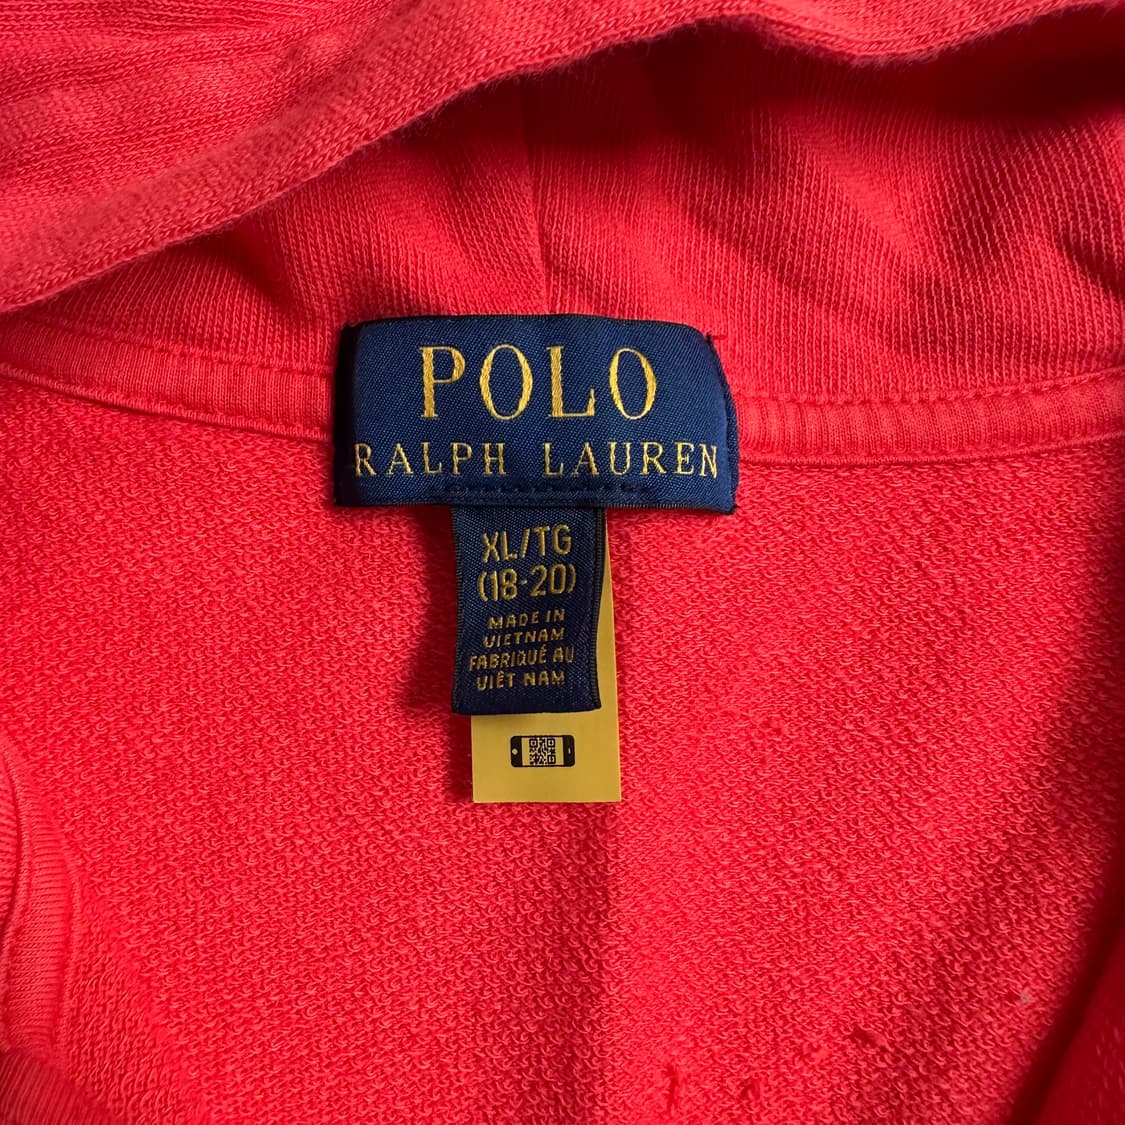 POLO
RALPH LAUREN
XL/TG
(18-20)
MADE IN
VIETNAM
FABRIQUÉ AU
VIÊT NAM